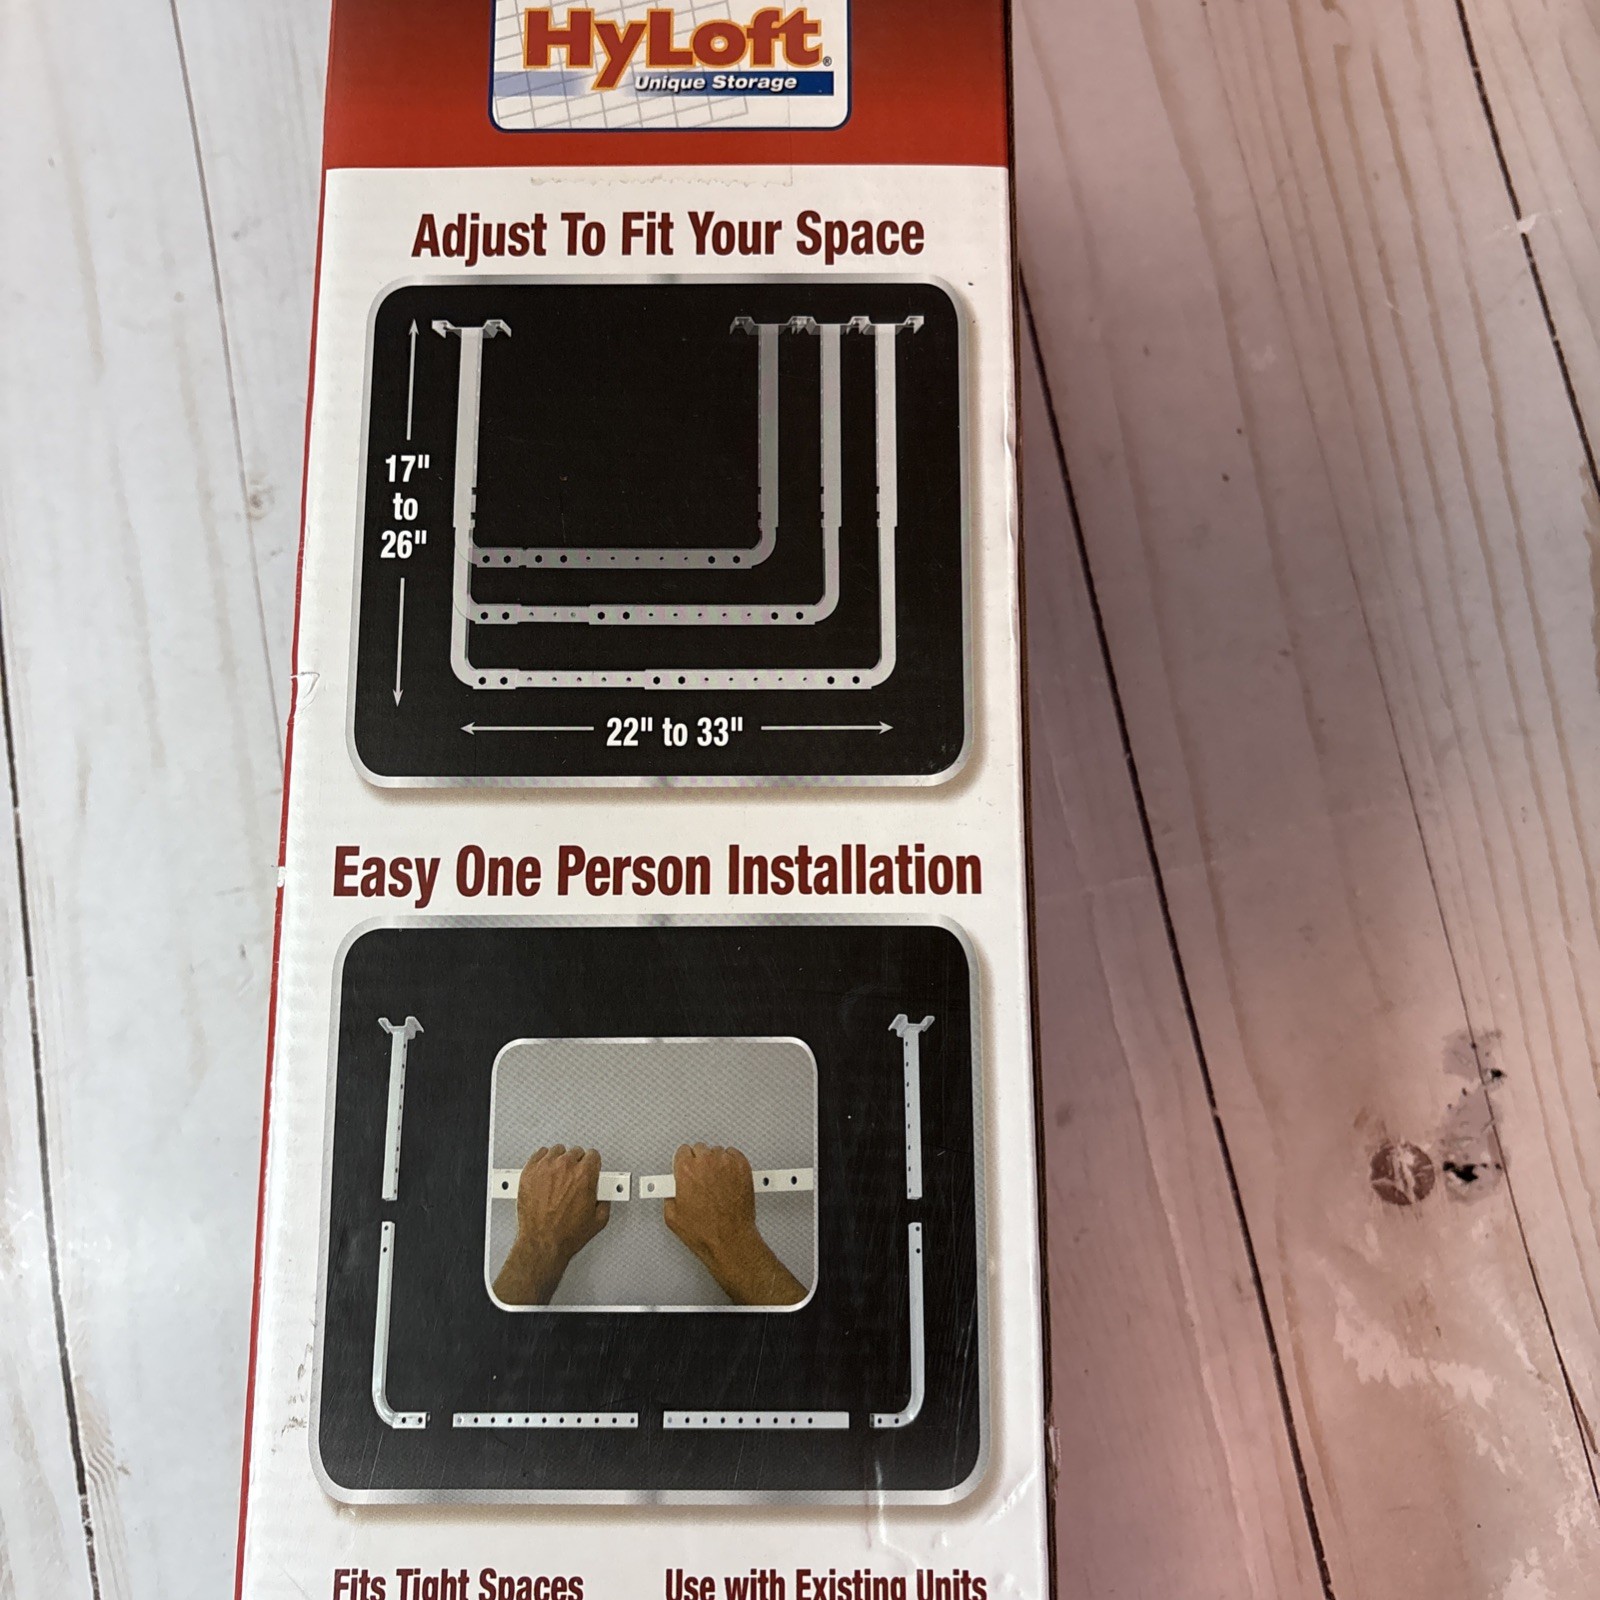 HyLoft®
Unique Storage
Adjust To Fit Your Space
17"
to
26"
22" to 33"
Easy One Person Installation
Fits Tight Spaces
Use with Existing Units